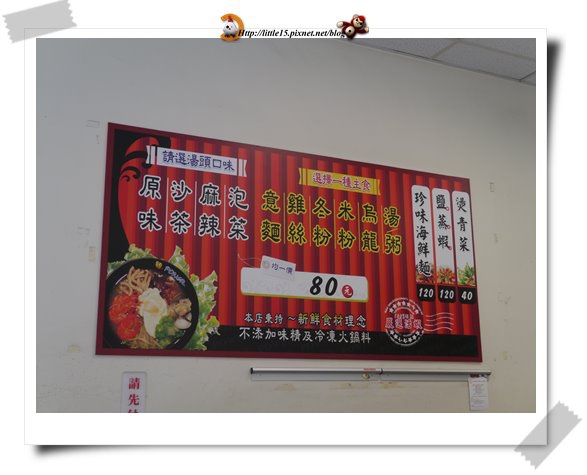 Http://little15.pixnet.net/blog
請選湯頭口味
原味
沙茶
麻辣
泡菜
選擇一種主食
意麵
雞絲
冬粉
米粉
烏龍
湯粥
均一價
80元
珍味海鮮麵
120
鹽蒸蝦
120
燙青菜
40
本店秉持～新鮮食材理念
不添加味精及冷凍火鍋料
請先